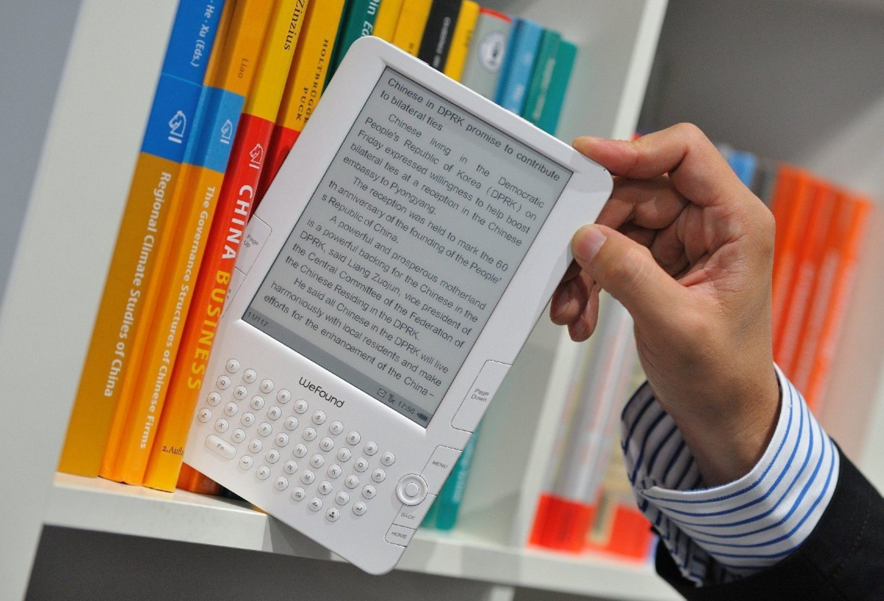 He · Xu (Eds.)
Regional Climate Studies of China
Liao
The Governance Structures of Chinese Firms
Zinzius
CHINA BUSINESS
2. Aufl
HOLTBRÜGGE
PUCK
Chinese in DPRK promise to contribute
to bilateral ties
Chinese living in the Democratic
People's Republic of Korea (DPRK) on
Friday expressed willingness to help boost
bilateral ties at a reception in the Chinese
embassy to Pyongyang.
The reception was held to mark the 60
th anniversary of the founding of the People'
s Republic of China.
A powerful and prosperous motherland
is a powerful backing for the Chinese in the
DPRK, said Liang Zuojun, vice president of
the Central Committee of the Federation of
the Chinese Residing in the DPRK.
He said all Chinese in the DPRK will live
harmoniously with local residents and make
efforts for the enhancement of the China-
11/117
17:50
WeFound
Page
Up
Page
Down
MENU
BACK
HOME
Fn